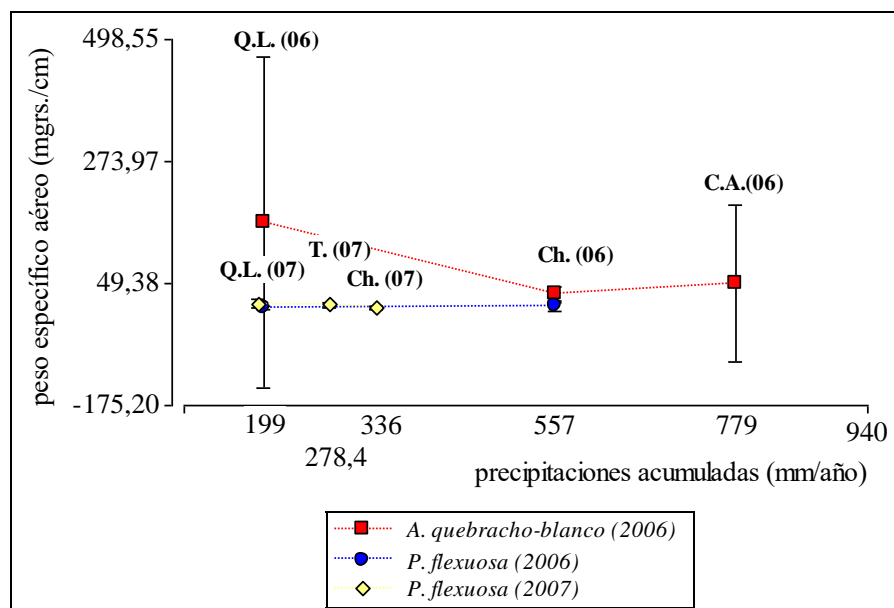 498,55
Q.L. (06)
273,97
C.A.(06)
T. (07)
Ch. (06)
Q.L. (07)
Ch. (07)
49,38
-175,20
peso específico aéreo (mgrs./cm)
199
336
557
779
940
278,4
precipitaciones acumuladas (mm/año)
A. quebracho-blanco (2006)
P. flexuosa (2006)
P. flexuosa (2007)